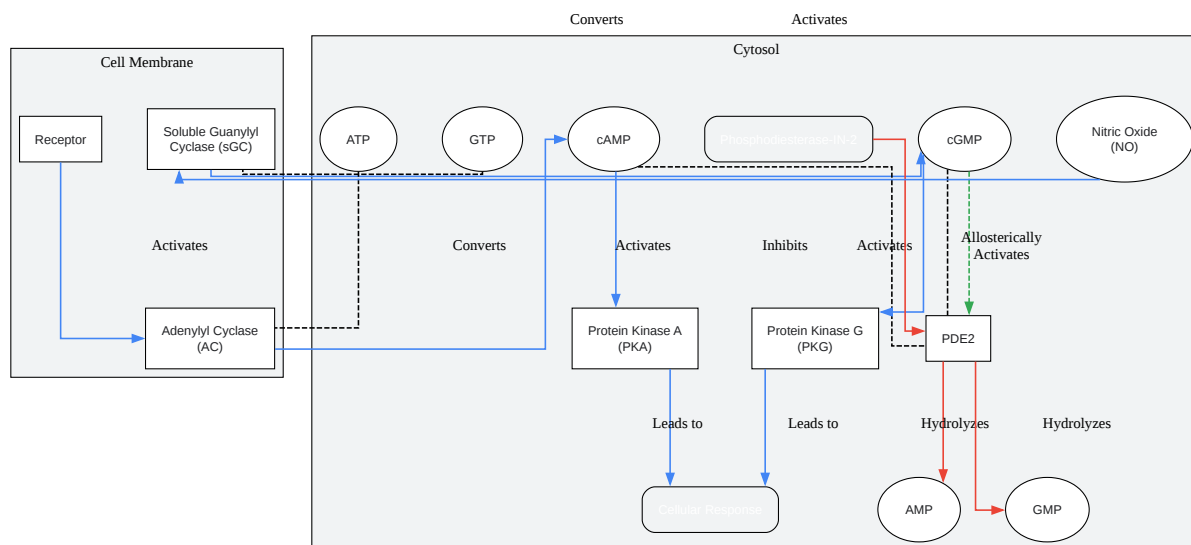 Converts
Activates
Cell Membrane
Cytosol
Receptor
Soluble Guanylyl
Cyclase (sGC)
ATP
GTP
cAMP
Phosphodiesterase-IN-2
cGMP
Nitric Oxide
(NO)
Activates
Converts
Activates
Inhibits
Activates
Allosterically
Activates
Adenylyl Cyclase
(AC)
Protein Kinase A
(PKA)
Protein Kinase G
(PKG)
PDE2
Leads to
Leads to
Hydrolyzes
Hydrolyzes
Cellular Response
AMP
GMP